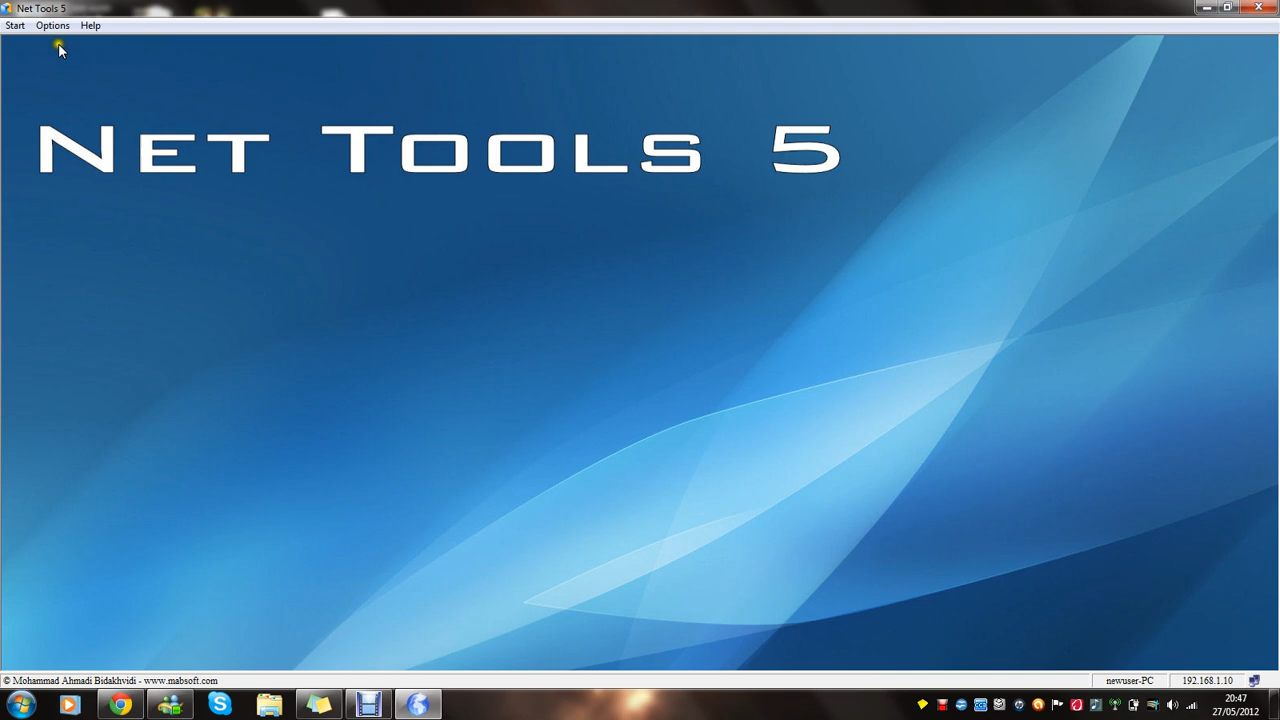 Net Tools 5
Start Options Help
NET TOOLS 5
© Mohammad Ahmadi Bidakhvidi - www.mabsoft.com newuser-PC 192.168.1.10
20:47
27/05/2012